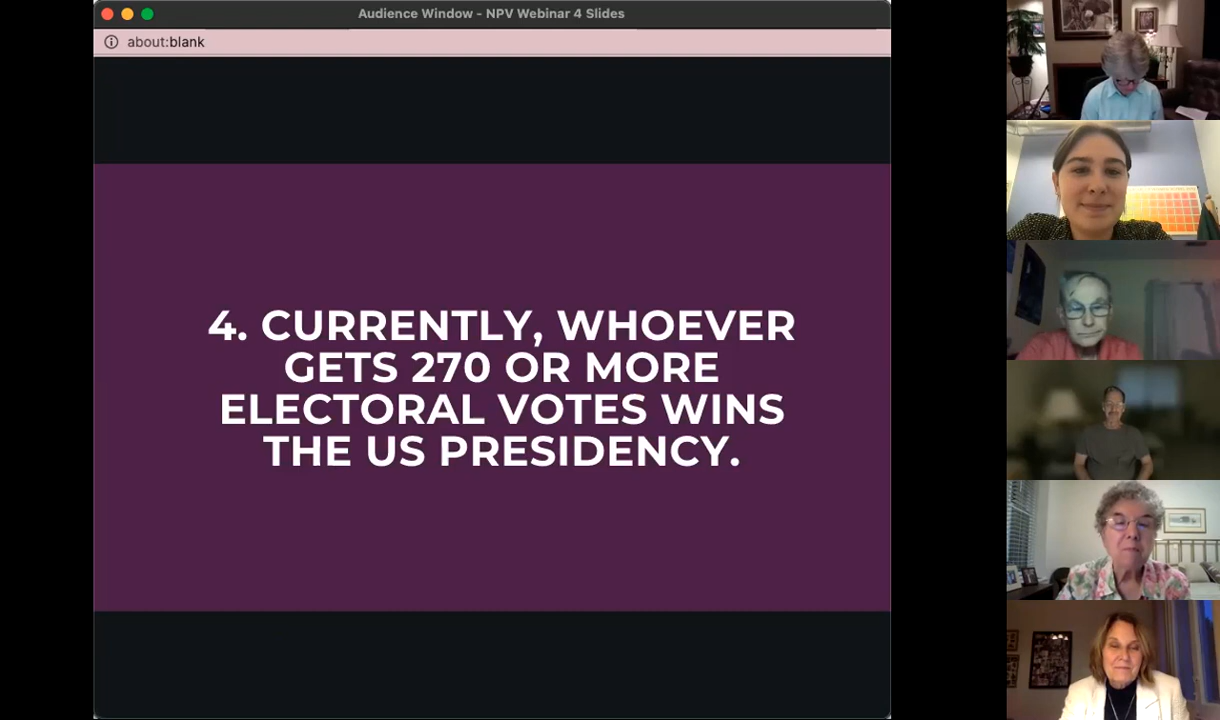 Audience Window - NPV Webinar 4 Slides
about:blank
4. CURRENTLY, WHOEVER
GETS 270 OR MORE
ELECTORAL VOTES WINS
THE US PRESIDENCY.